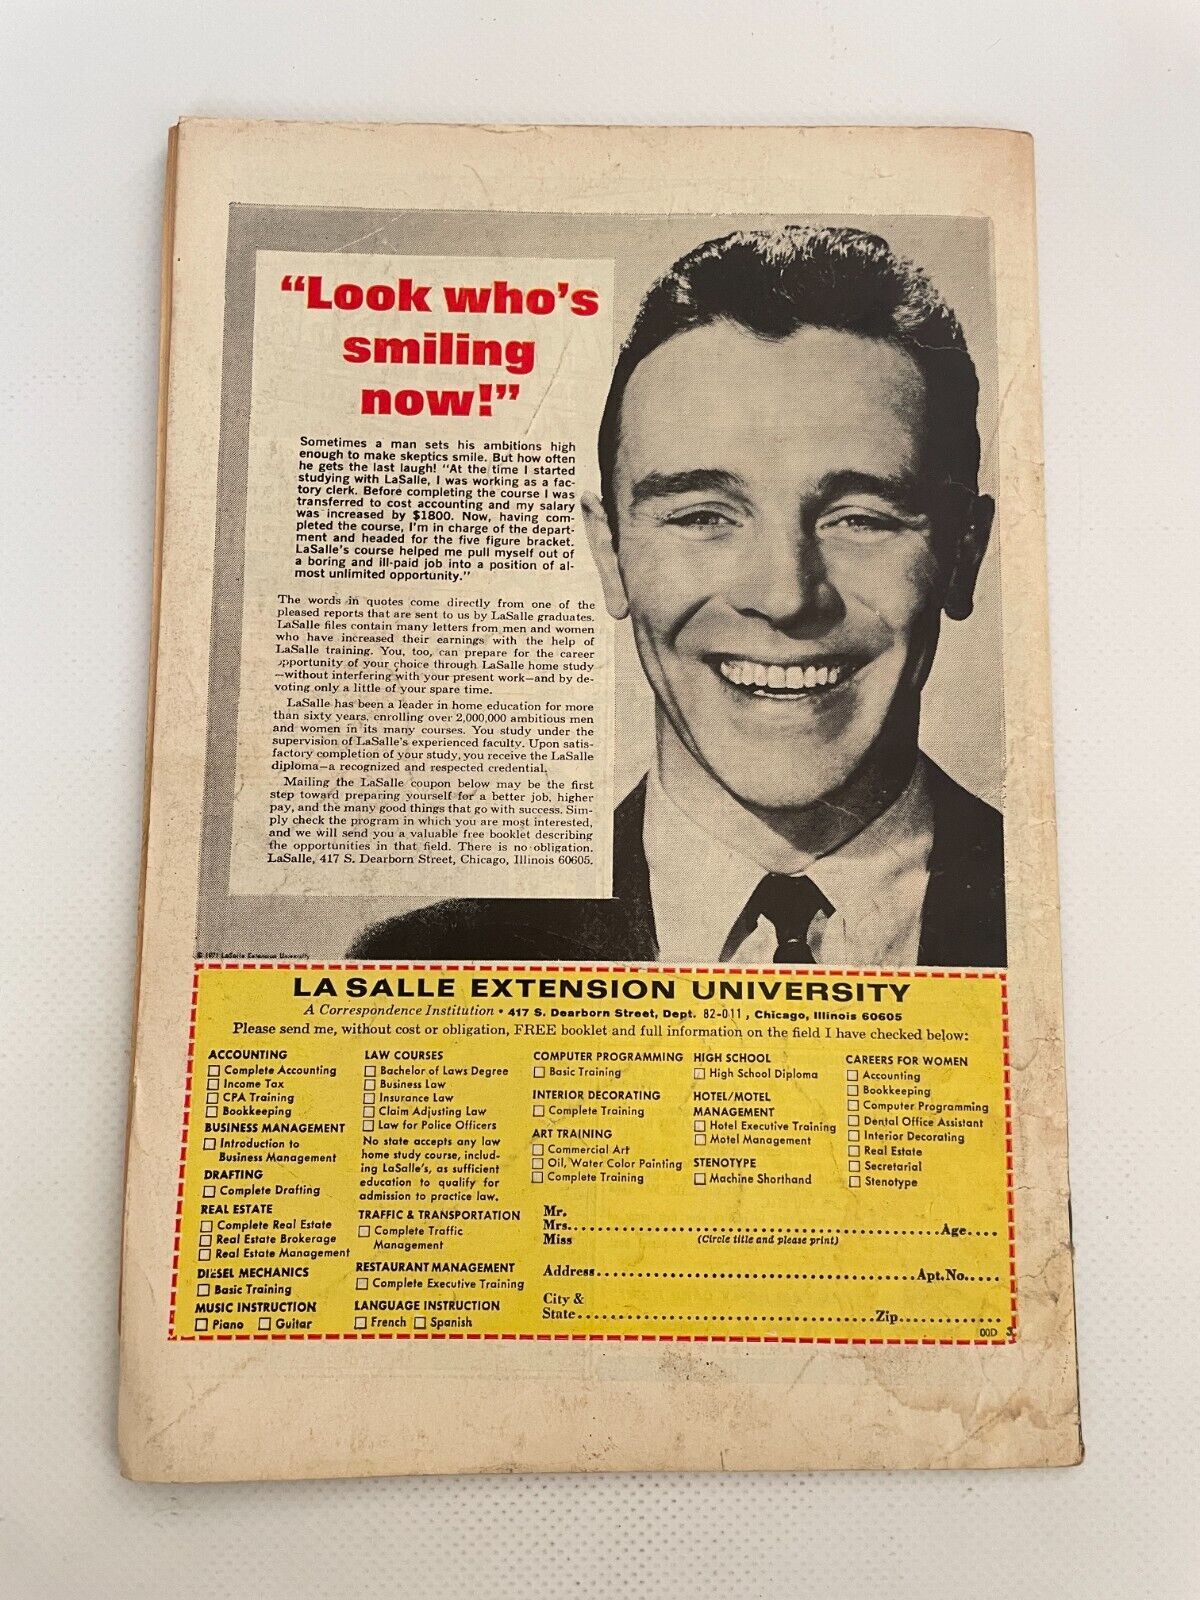 “Look who's
smiling
now!”
Sometimes a man sets his ambitions high
enough to make skeptics smile. But how often
he gets the last laugh! "At the time I started
studying with LaSalle, I was working as a fac-
tory clerk. Before completing the course I was
transferred to cost accounting and my salary
was increased by $1800. Now, having com-
pleted the course, I'm in charge of the depart-
ment and headed for the five figure bracket.
LaSalle's course helped me pull myself out of
a boring and ill-paid job into a position of al-
most unlimited opportunity."
The words in quotes come directly from one of the
pleased reports that are sent to us by LaSalle graduates.
LaSalle files contain many letters from men and women
who have increased their earnings with the help of
LaSalle training. You, too, can prepare for the career
opportunity of your choice through LaSalle home study
—without interfering with your present work—and by de-
voting only a little of your spare time.
LaSalle has been a leader in home education for more
than sixty years, enrolling over 2,000,000 ambitious men
and women in its many courses. You study under the
supervision of LaSalle's experienced faculty. Upon satis-
factory completion of your study, you receive the LaSalle
diploma—a recognized and respected credential.
Mailing the LaSalle coupon below may be the first
step toward preparing yourself for a better job, higher
pay, and the many good things that go with success. Sim-
ply check the program in which you are most interested,
and we will send you a valuable free booklet describing
the opportunities in that field. There is no obligation.
LaSalle, 417 S. Dearborn Street, Chicago, Illinois 60605.
© 1971 LaSalle Extension University
LA SALLE EXTENSION UNIVERSITY
A Correspondence Institution • 417 S. Dearborn Street, Dept. 82-011, Chicago, Illinois 60605
Please send me, without cost or obligation, FREE booklet and full information on the field I have checked below:
ACCOUNTING
Complete Accounting
Income Tax
CPA Training
Bookkeeping
BUSINESS MANAGEMENT
Introduction to
Business Management
DRAFTING
Complete Drafting
REAL ESTATE
Complete Real Estate
Real Estate Brokerage
Real Estate Management
DIESEL MECHANICS
Basic Training
MUSIC INSTRUCTION
Piano Guitar
LAW COURSES
Bachelor of Laws Degree
Business Law
Insurance Law
Claim Adjusting Law
Law for Police Officers
No state accepts any law
home study course, includ-
ing LaSalle's, as sufficient
education to qualify for
admission to practice law.
TRAFFIC & TRANSPORTATION
Complete Traffic
Management
RESTAURANT MANAGEMENT
Complete Executive Training
LANGUAGE INSTRUCTION
French Spanish
COMPUTER PROGRAMMING
Basic Training
INTERIOR DECORATING
Complete Training
ART TRAINING
Commercial Art
Oil, Water Color Painting
Complete Training
HIGH SCHOOL
High School Diploma
HOTEL/MOTEL
MANAGEMENT
Hotel Executive Training
Motel Management
STENOTYPE
Machine Shorthand
CAREERS FOR WOMEN
Accounting
Bookkeeping
Computer Programming
Dental Office Assistant
Interior Decorating
Real Estate
Secretarial
Stenotype
Mr.
Mrs. Age
Miss (Circle title and please print)
Address Apt. No.
City &
State Zip
00D 3